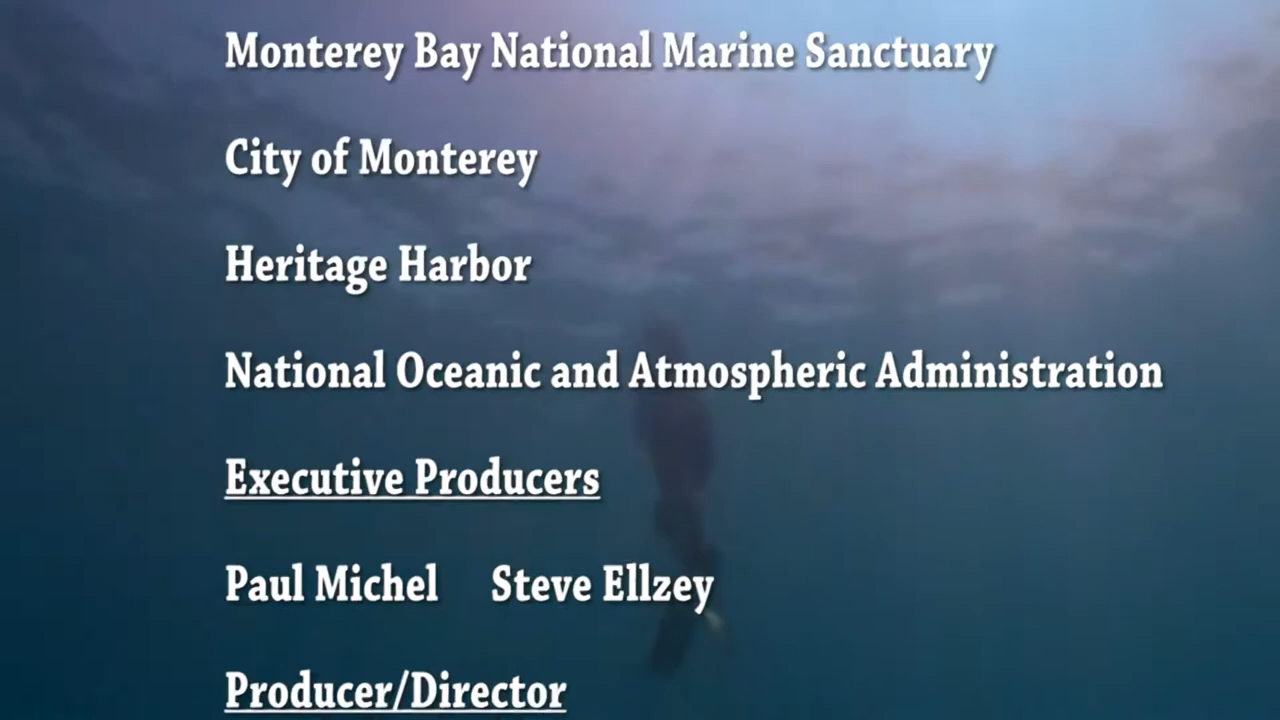 Monterey Bay National Marine Sanctuary
City of Monterey
Heritage Harbor
National Oceanic and Atmospheric Administration
Executive Producers
Paul Michel Steve Ellzey
Producer/Director